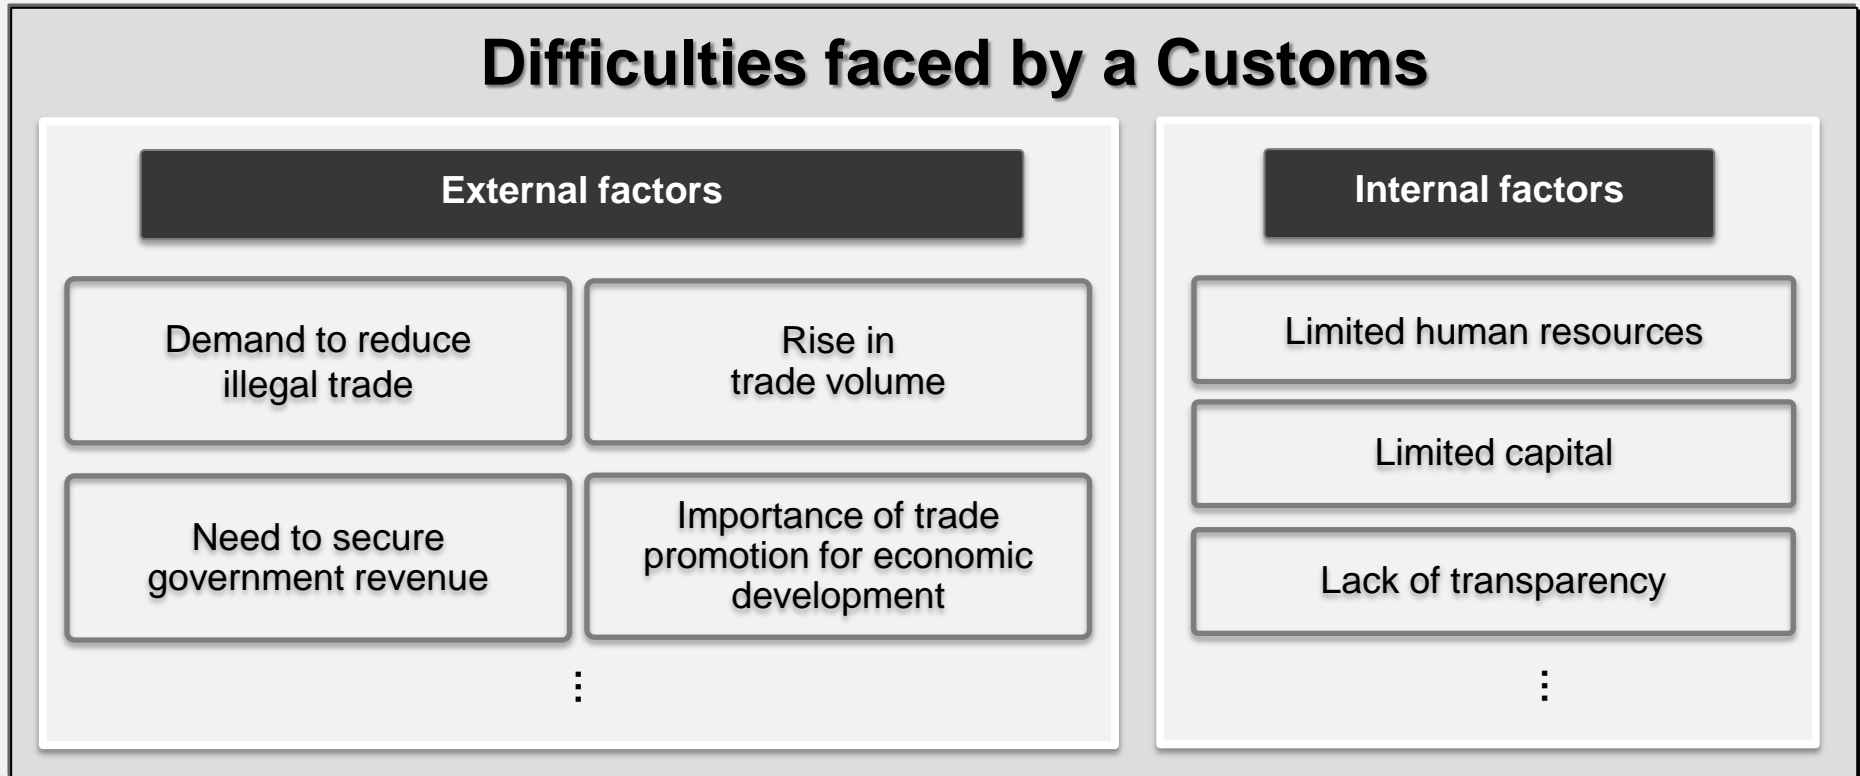 Difficulties faced by a Customs
External factors
Demand to reduce
illegal trade
Rise in
trade volume
Need to secure
government revenue
Importance of trade
promotion for economic
development
⋮
Internal factors
Limited human resources
Limited capital
Lack of transparency
⋮